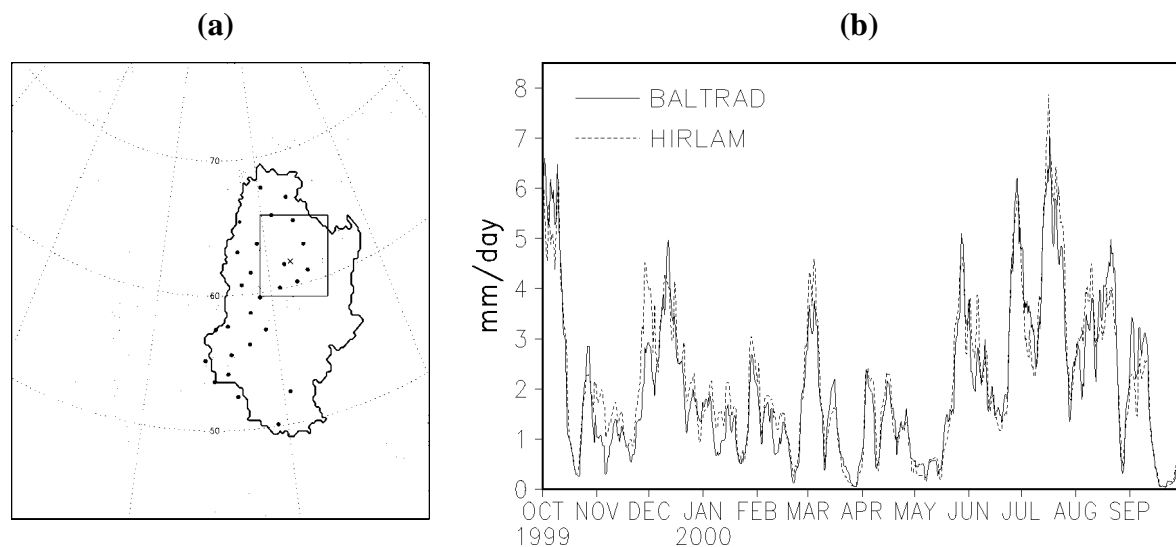 (a)
70
60
50
(b)
BALTRAD
HIRLAM
mm/day
8
7
6
5
4
3
2
1
0
OCT NOV DEC JAN FEB MAR APR MAY JUN JUL AUG SEP
1999 2000